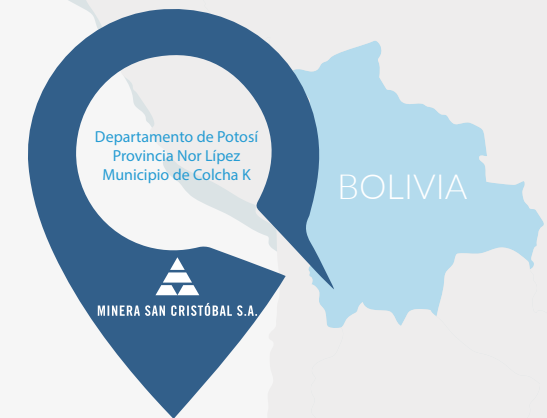 Departamento de Potosí
Provincia Nor Lípez
Municipio de Colcha K
BOLIVIA
MINERA SAN CRISTÓBAL S.A.